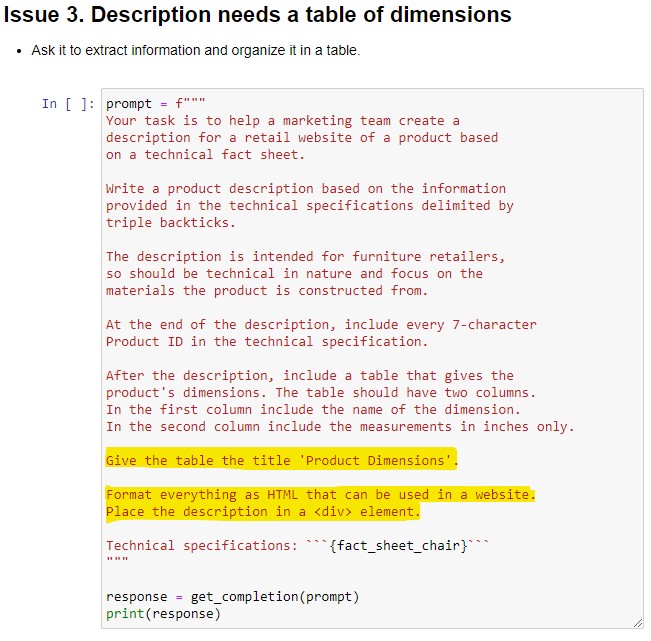 Issue 3. Description needs a table of dimensions
• Ask it to extract information and organize it in a table.
In [ ]: prompt = f"""
Your task is to help a marketing team create a
description for a retail website of a product based
on a technical fact sheet.
Write a product description based on the information
provided in the technical specifications delimited by
triple backticks.
The description is intended for furniture retailers,
so should be technical in nature and focus on the
materials the product is constructed from.
At the end of the description, include every 7-character
Product ID in the technical specification.
After the description, include a table that gives the
product's dimensions. The table should have two columns.
In the first column include the name of the dimension.
In the second column include the measurements in inches only.
Give the table the title 'Product Dimensions'.
Format everything as HTML that can be used in a website.
Place the description in a <div> element.
Technical specifications: ```{fact_sheet_chair}```
"""
response = get_completion(prompt)
print(response)